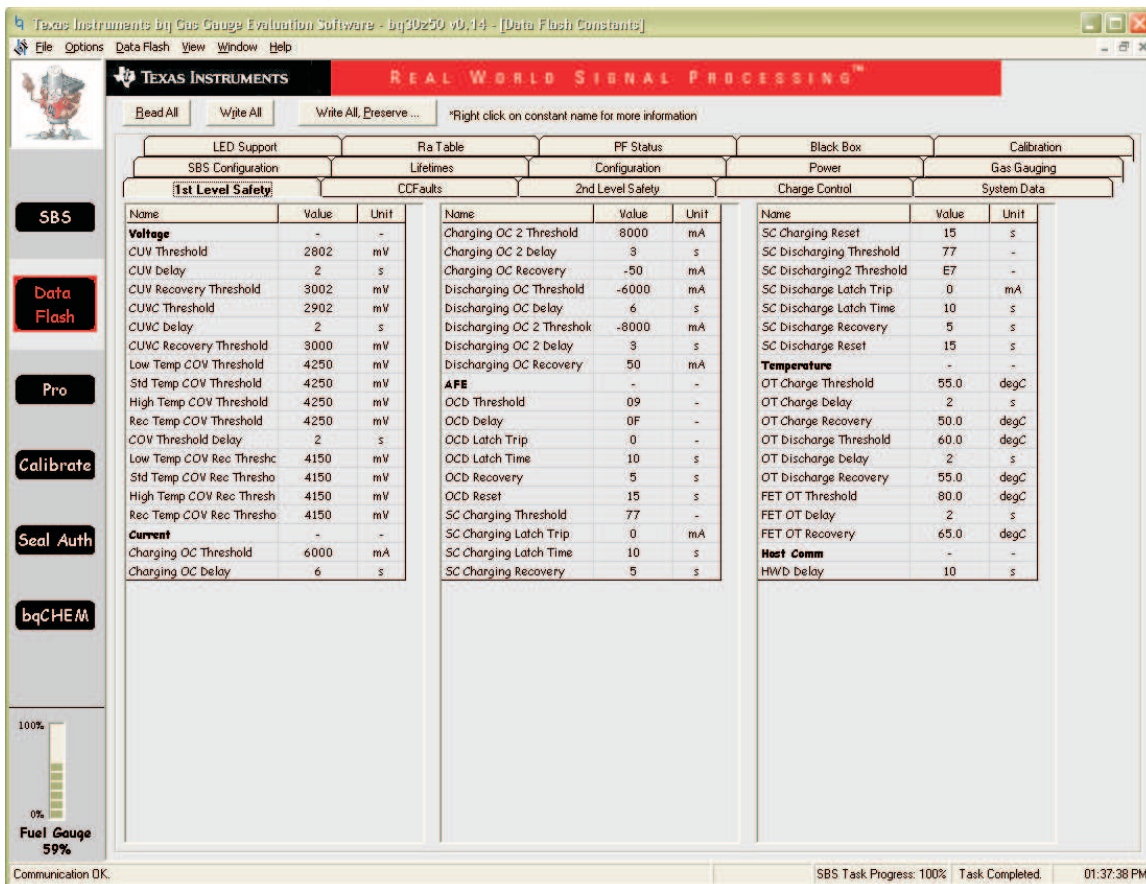 Texas Instruments bq Gas Gauge Evaluation Software - bq30z50 v0.14 - [Data Flash Constants]
File Options Data Flash View Window Help
TEXAS INSTRUMENTS REAL WORLD SIGNAL PROCESSING™
Read All Write All Write All, Preserve ... *Right click on constant name for more information
LED Support Ra Table PF Status Black Box Calibration
SBS Configuration Lifetimes Configuration Power Gas Gauging
1st Level Safety CCFaults 2nd Level Safety Charge Control System Data
SBS
Data
Flash
Pro
Calibrate
Seal Auth
bqCHEM
100%
0%
Fuel Gauge
59%
Name Value Unit
Voltage - -
CUV Threshold 2802 mV
CUV Delay 2 s
CUV Recovery Threshold 3002 mV
CUVC Threshold 2902 mV
CUVC Delay 2 s
CUVC Recovery Threshold 3000 mV
Low Temp COV Threshold 4250 mV
Std Temp COV Threshold 4250 mV
High Temp COV Threshold 4250 mV
Rec Temp COV Threshold 4250 mV
COV Threshold Delay 2 s
Low Temp COV Rec Threshc 4150 mV
Std Temp COV Rec Thresho 4150 mV
High Temp COV Rec Thresh 4150 mV
Rec Temp COV Rec Thresho 4150 mV
Current - -
Charging OC Threshold 6000 mA
Charging OC Delay 6 s
Name Value Unit
Charging OC 2 Threshold 8000 mA
Charging OC 2 Delay 3 s
Charging OC Recovery -50 mA
Discharging OC Threshold -6000 mA
Discharging OC Delay 6 s
Discharging OC 2 Threshok -8000 mA
Discharging OC 2 Delay 3 s
Discharging OC Recovery 50 mA
AFE - -
OCD Threshold 09 -
OCD Delay 0F -
OCD Latch Trip 0 -
OCD Latch Time 10 s
OCD Recovery 5 s
OCD Reset 15 s
SC Charging Threshold 77 -
SC Charging Latch Trip 0 mA
SC Charging Latch Time 10 s
SC Charging Recovery 5 s
Name Value Unit
SC Charging Reset 15 s
SC Discharging Threshold 77 -
SC Discharging2 Threshold E7 -
SC Discharge Latch Trip 0 mA
SC Discharge Latch Time 10 s
SC Discharge Recovery 5 s
SC Discharge Reset 15 s
Temperature - -
OT Charge Threshold 55.0 degC
OT Charge Delay 2 s
OT Charge Recovery 50.0 degC
OT Discharge Threshold 60.0 degC
OT Discharge Delay 2 s
OT Discharge Recovery 55.0 degC
FET OT Threshold 80.0 degC
FET OT Delay 2 s
FET OT Recovery 65.0 degC
Host Comm - -
HWD Delay 10 s
Communication OK. SBS Task Progress: 100% Task Completed. 01:37:38 PM